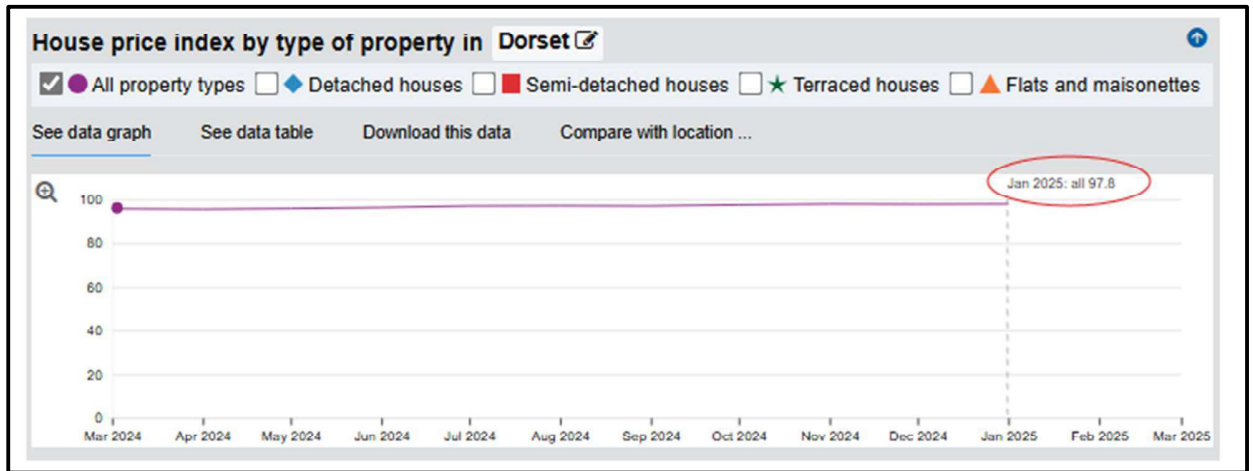 House price index by type of property in Dorset
All property types Detached houses Semi-detached houses Terraced houses Flats and maisonettes
See data graph See data table Download this data Compare with location ...
Jan 2025: all 97.8
100
80
60
40
20
0
Mar 2024 Apr 2024 May 2024 Jun 2024 Jul 2024 Aug 2024 Sep 2024 Oct 2024 Nov 2024 Dec 2024 Jan 2025 Feb 2025 Mar 2025